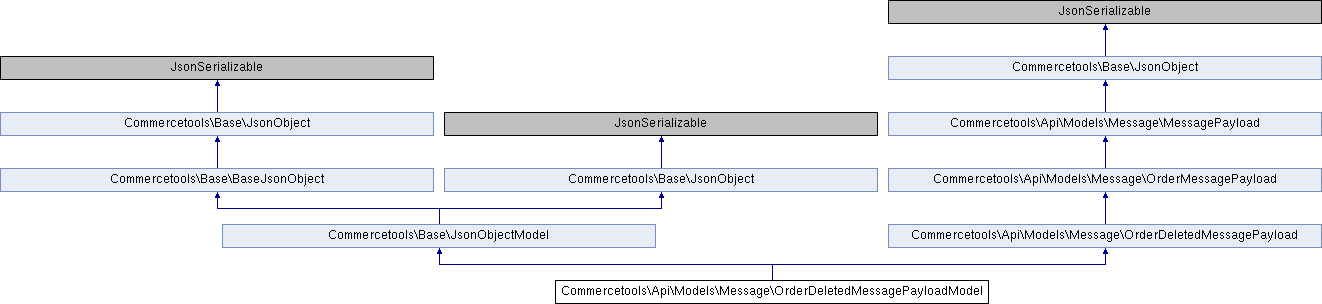 JsonSerializable
Commercetools\Base\JsonObject
JsonSerializable
Commercetools\Base\JsonObject
JsonSerializable
Commercetools\Api\Models\Message\MessagePayload
Commercetools\Base\BaseJsonObject
Commercetools\Base\JsonObject
Commercetools\Api\Models\Message\OrderMessagePayload
Commercetools\Base\JsonObjectModel
Commercetools\Api\Models\Message\OrderDeletedMessagePayload
Commercetools\Api\Models\Message\OrderDeletedMessagePayloadModel